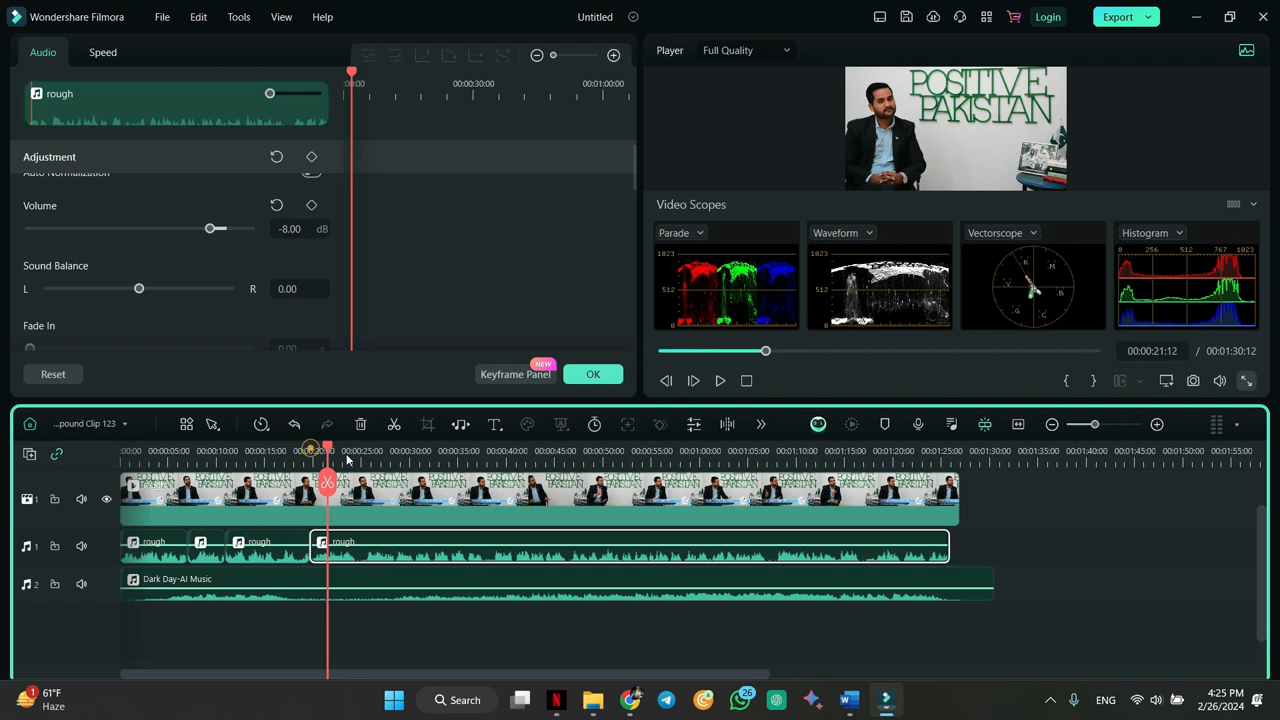 Wondershare Filmora File Edit Tools View Help Untitled Login Export
Audio Speed
rough
:00:00 00:00:30:00 00:01:00:00
Adjustment
Auto Normalization
Volume
-8.00 dB
Sound Balance
L R 0.00
Fade In
0.00
Reset Keyframe Panel NEW OK
Player Full Quality
POSITIVE
PAKISTAN
Video Scopes
Parade Waveform Vectorscope Histogram
1023 1023 0 256 512 767 1023
512 512
0 0
R M
Y B
G C
00:00:21:12 / 00:01:30:12
...pound Clip 123
:00:00 00:00:05:00 00:00:10:00 00:00:15:00 00:00:25:00 00:00:30:00 00:00:35:00 00:00:40:00 00:00:45:00 00:00:50:00 00:00:55:00 00:01:00:00 00:01:05:00 00:01:10:00 00:01:15:00 00:01:20:00 00:01:25:00 00:01:30:00 00:01:35:00 00:01:40:00 00:01:45:00 00:01:50:00 00:01:55:00
1
1 rough rough rough
2 Dark Day-AI Music
1 61°F
Haze
Search
26
ENG
4:25 PM
2/26/2024